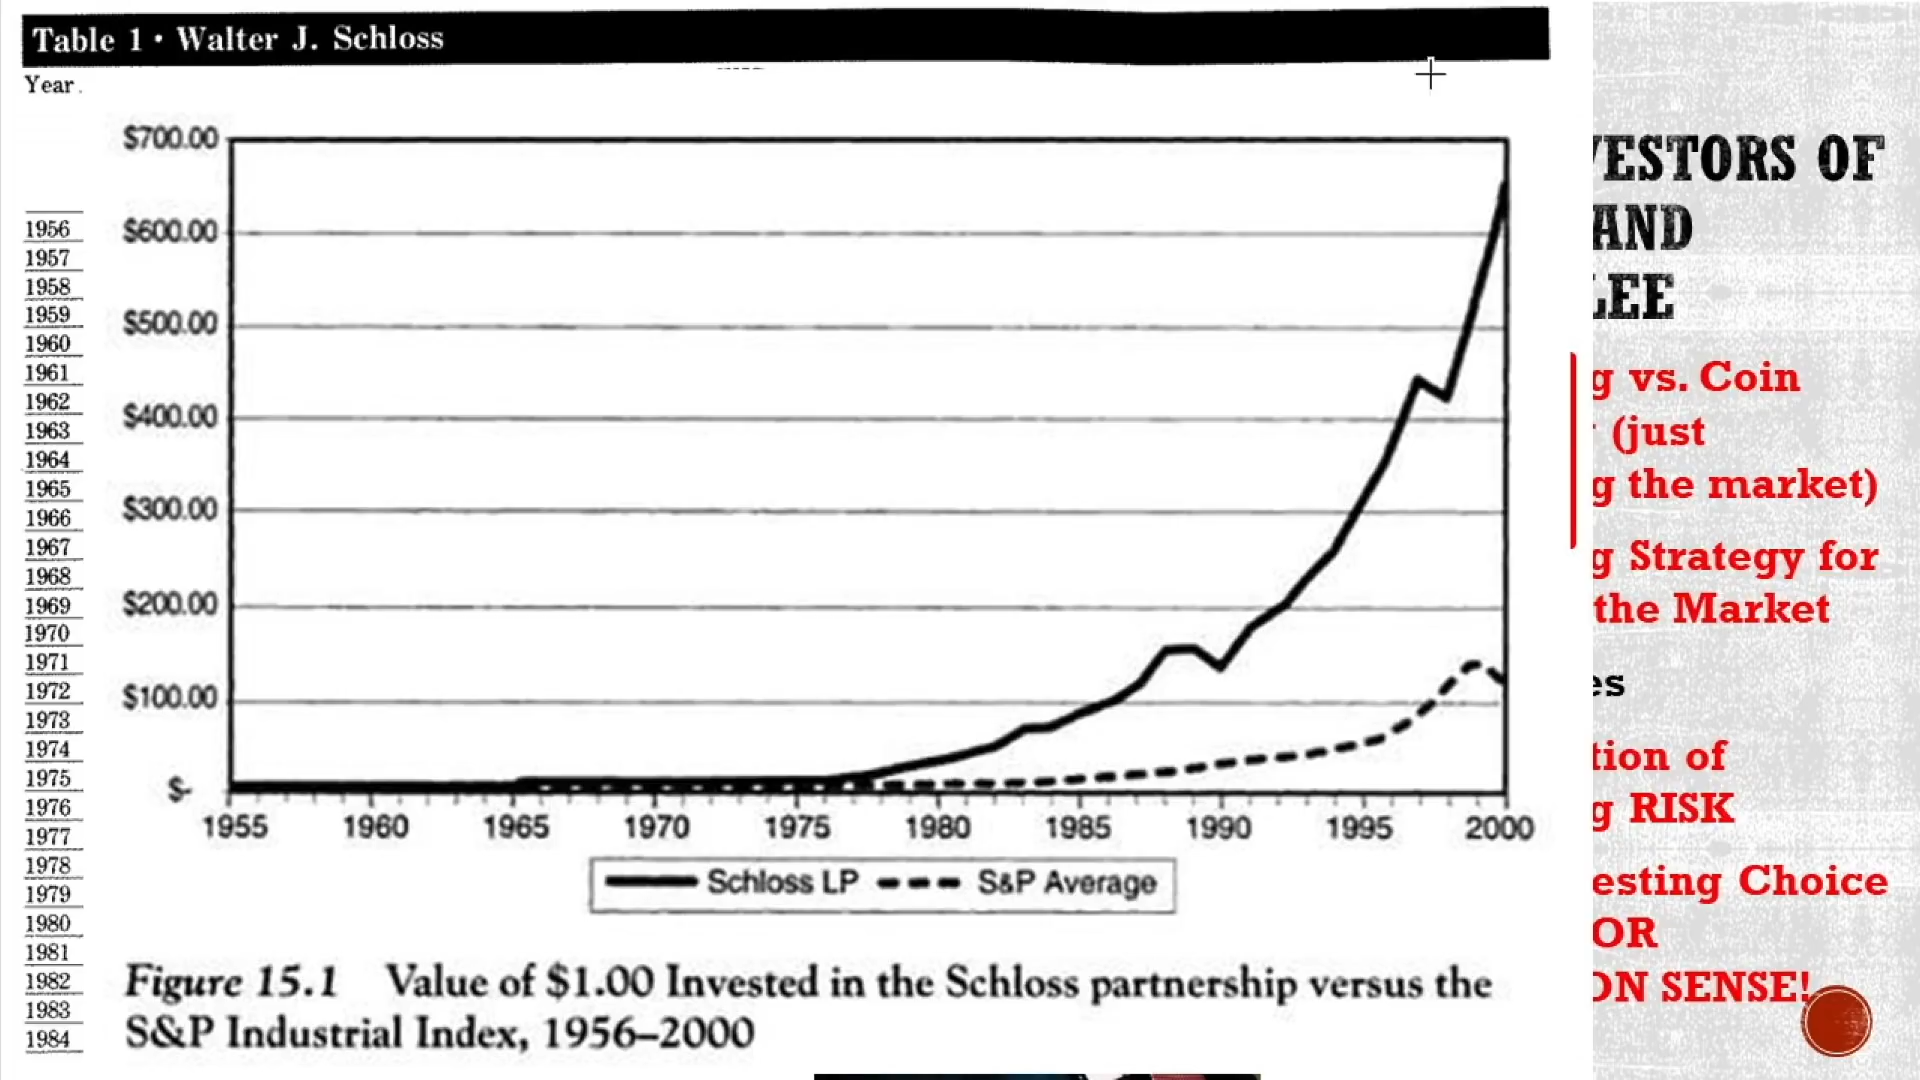 Table 1 · Walter J. Schloss
Year
1956
1957
1958
1959
1960
1961
1962
1963
1964
1965
1966
1967
1968
1969
1970
1971
1972
1973
1974
1975
1976
1977
1978
1979
1980
1981
1982
1983
1984
$700.00
$600.00
$500.00
$400.00
$300.00
$200.00
$100.00
$-
1955 1960 1965 1970 1975 1980 1985 1990 1995 2000
Schloss LP S&P Average
Figure 15.1 Value of $1.00 Invested in the Schloss partnership versus the
S&P Industrial Index, 1956–2000
VESTORS OF
AND
LEE
g vs. Coin
(just
g the market)
g Strategy for
the Market
es
tion of
g RISK
esting Choice
OR
ON SENSE!